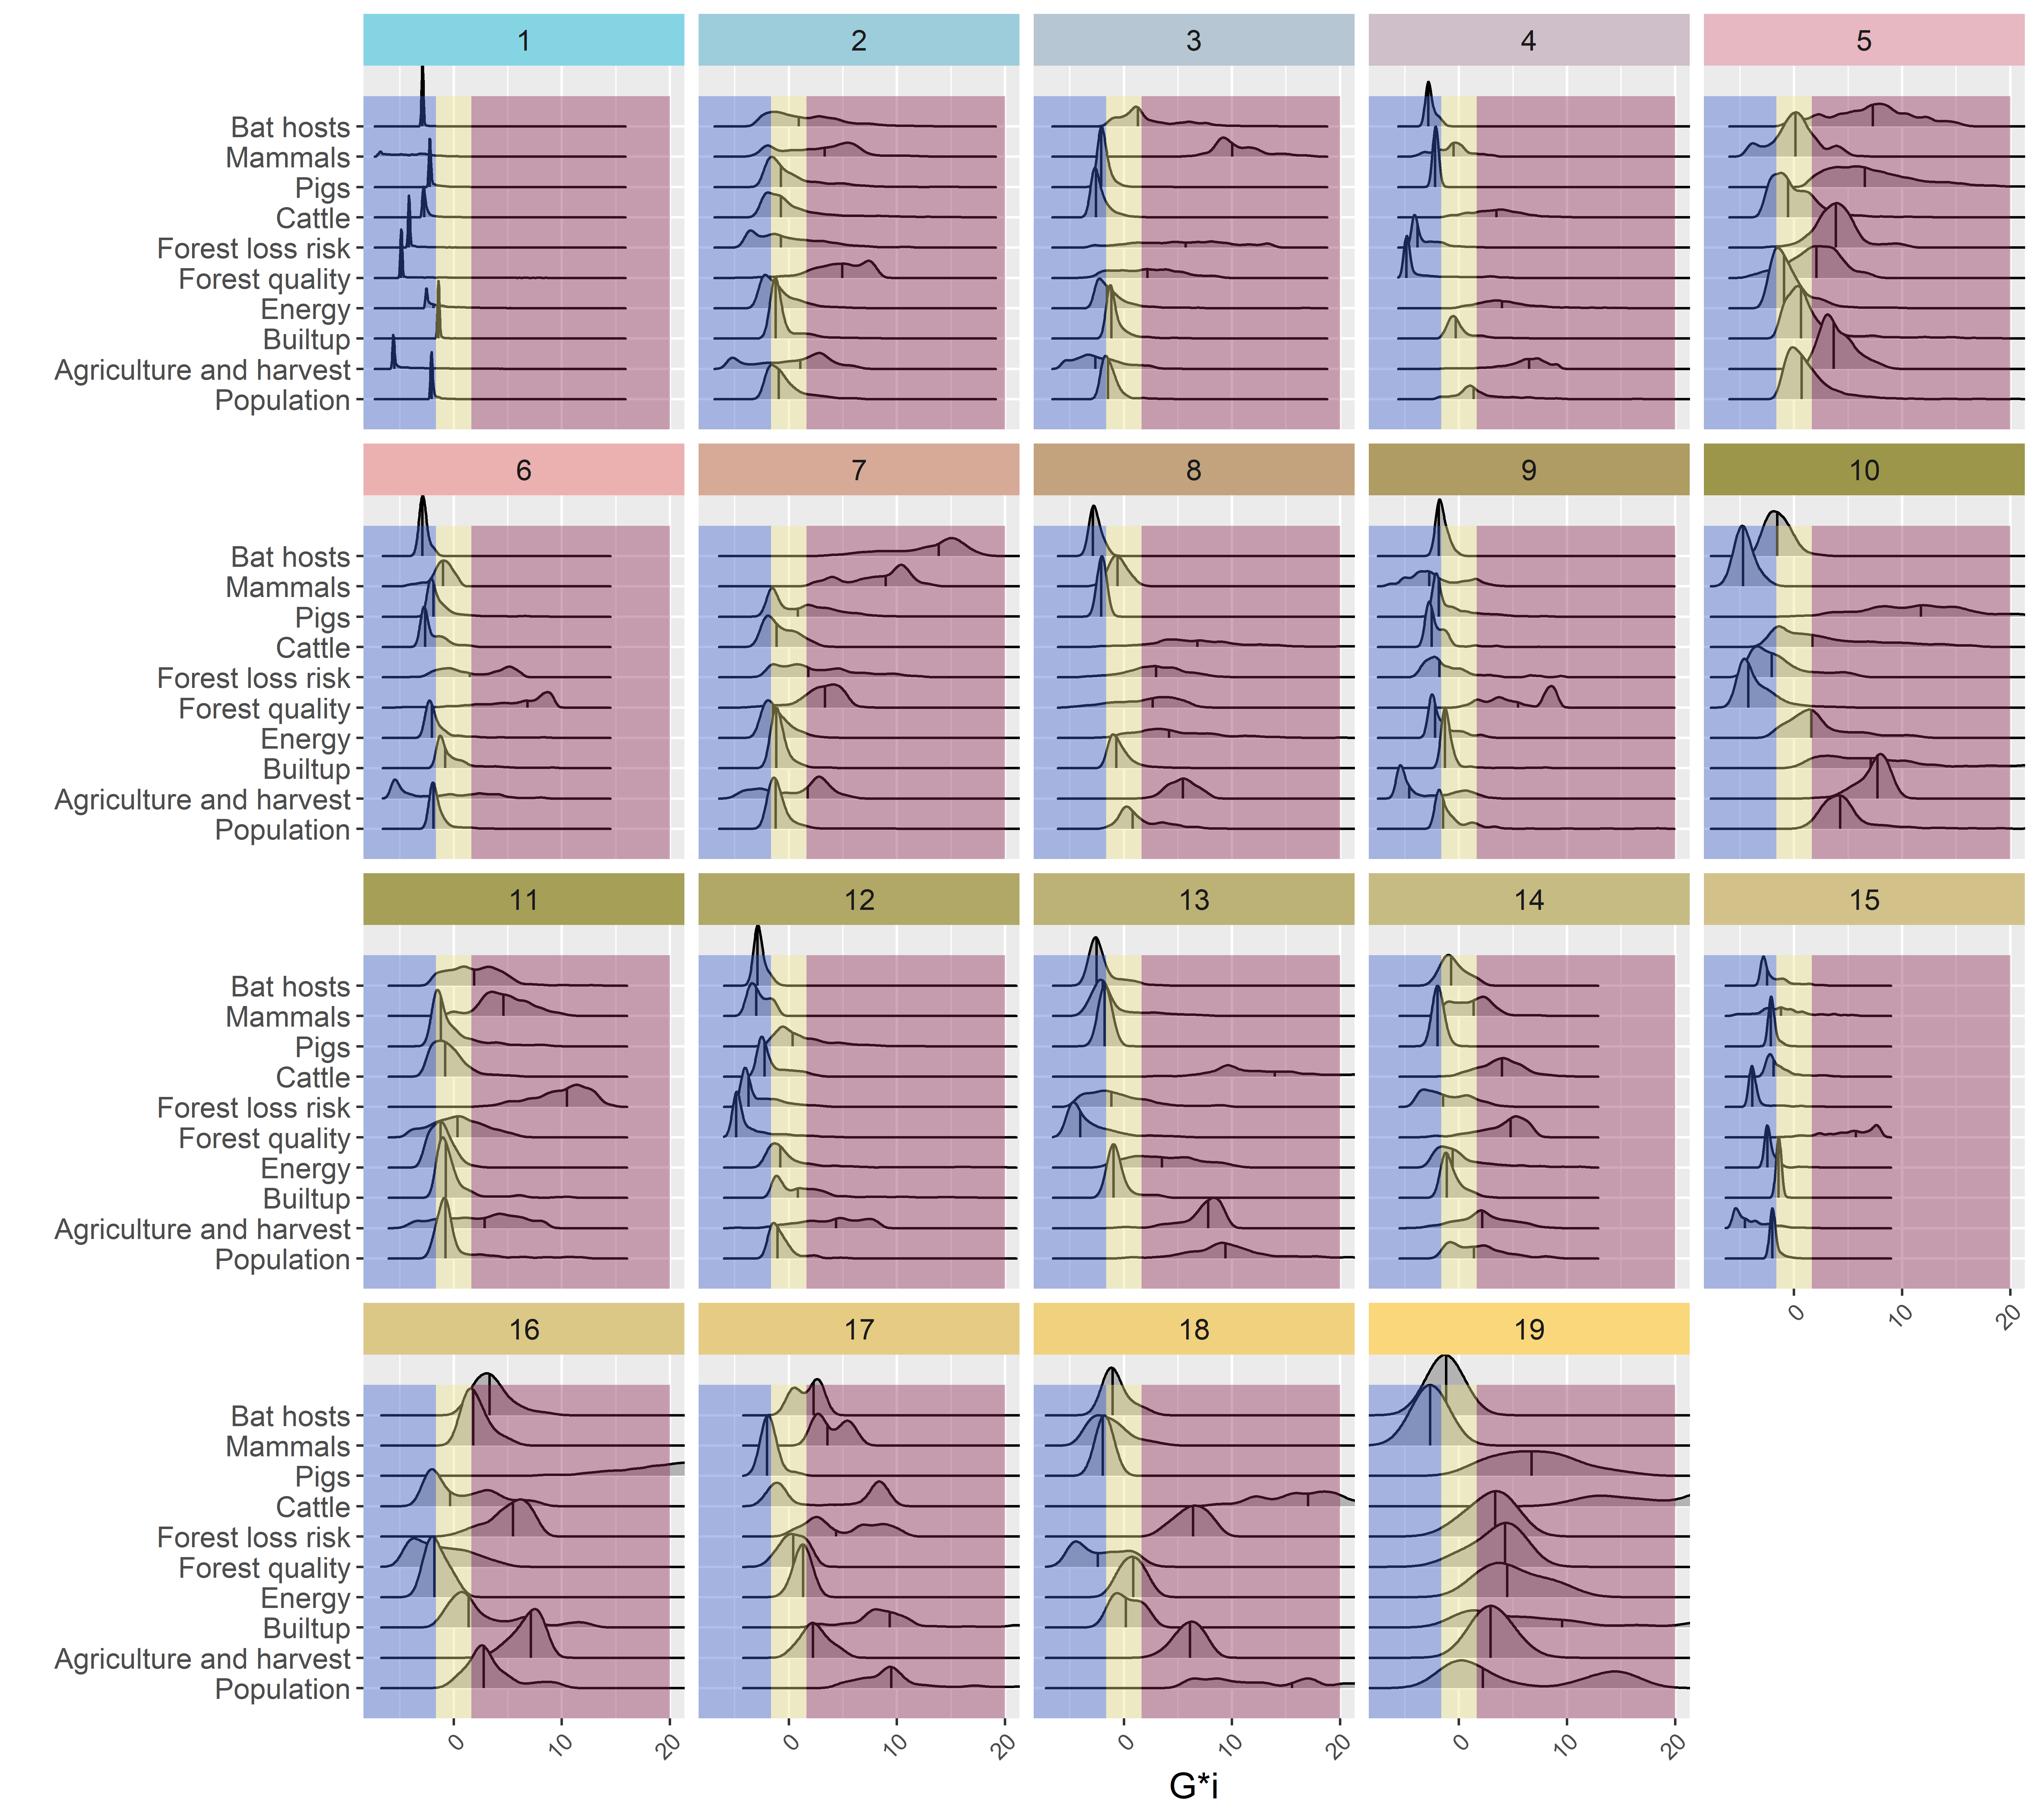 1 2 3 4 5
Bat hosts
Mammals
Pigs
Cattle
Forest loss risk
Forest quality
Energy
Builtup
Agriculture and harvest
Population
6 7 8 9 10
Bat hosts
Mammals
Pigs
Cattle
Forest loss risk
Forest quality
Energy
Builtup
Agriculture and harvest
Population
11 12 13 14 15
Bat hosts
Mammals
Pigs
Cattle
Forest loss risk
Forest quality
Energy
Builtup
Agriculture and harvest
Population
0 10 20
16 17 18 19
Bat hosts
Mammals
Pigs
Cattle
Forest loss risk
Forest quality
Energy
Builtup
Agriculture and harvest
Population
0 10 20 0 10 20 0 10 20 0 10 20
G*i